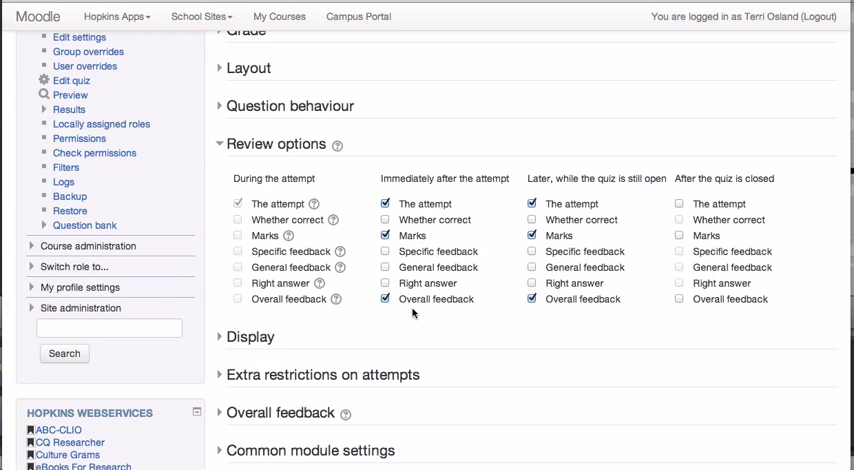 Moodle Hopkins Apps School Sites My Courses Campus Portal You are logged in as Terri Osland (Logout)
Edit settings
Group overrides
User overrides
Edit quiz
Preview
Results
Locally assigned roles
Permissions
Check permissions
Filters
Logs
Backup
Restore
Question bank
Course administration
Switch role to...
My profile settings
Site administration
Search
HOPKINS WEBSERVICES
ABC-CLIO
CQ Researcher
Culture Grams
eBooks For Research
Grade
Layout
Question behaviour
Review options ?
During the attempt Immediately after the attempt Later, while the quiz is still open After the quiz is closed
The attempt ? The attempt The attempt The attempt
Whether correct ? Whether correct Whether correct Whether correct
Marks ? Marks Marks Marks
Specific feedback ? Specific feedback Specific feedback Specific feedback
General feedback ? General feedback General feedback General feedback
Right answer ? Right answer Right answer Right answer
Overall feedback ? Overall feedback Overall feedback Overall feedback
Display
Extra restrictions on attempts
Overall feedback ?
Common module settings